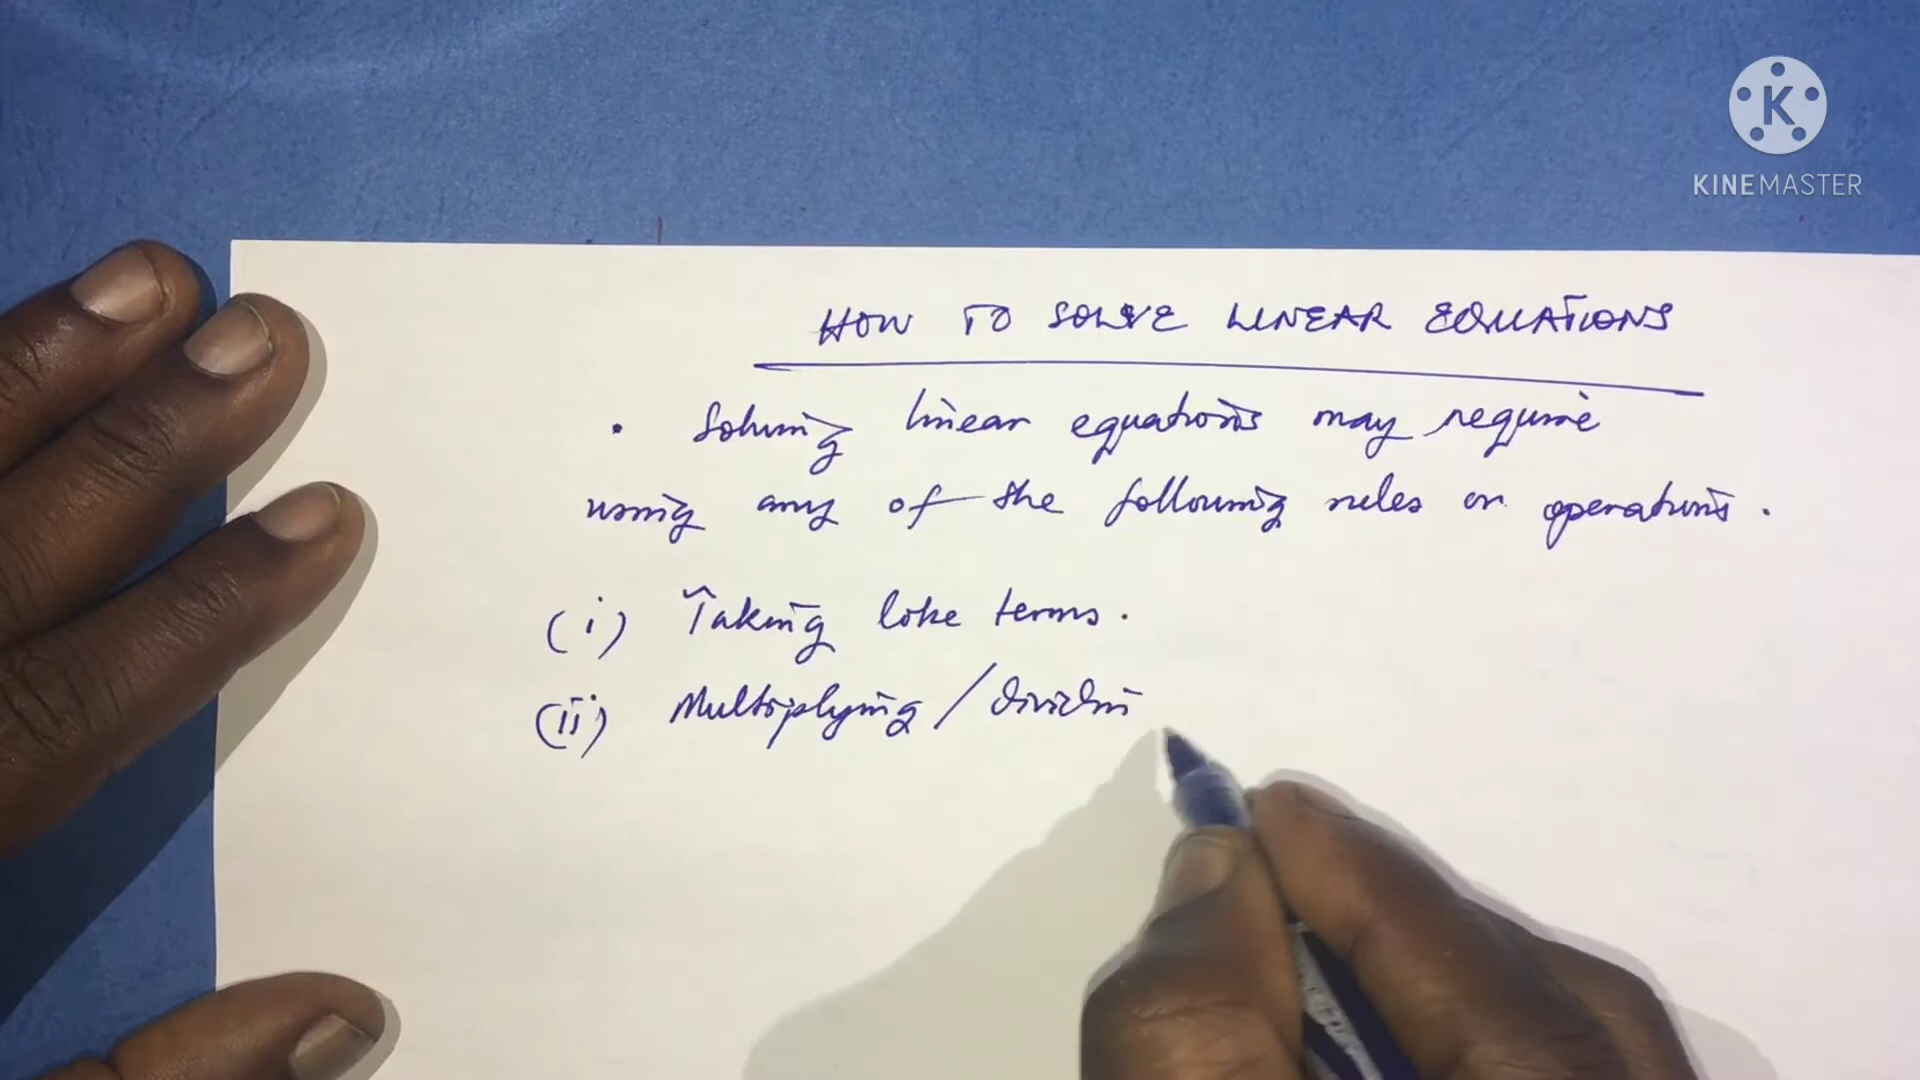 K
KINEMASTER
HOW TO SOLVE LINEAR EQUATIONS
• Solving linear equations may require
using any of the following rules or operations.
(i) Taking like terms.
(ii) Multiplying / dividin